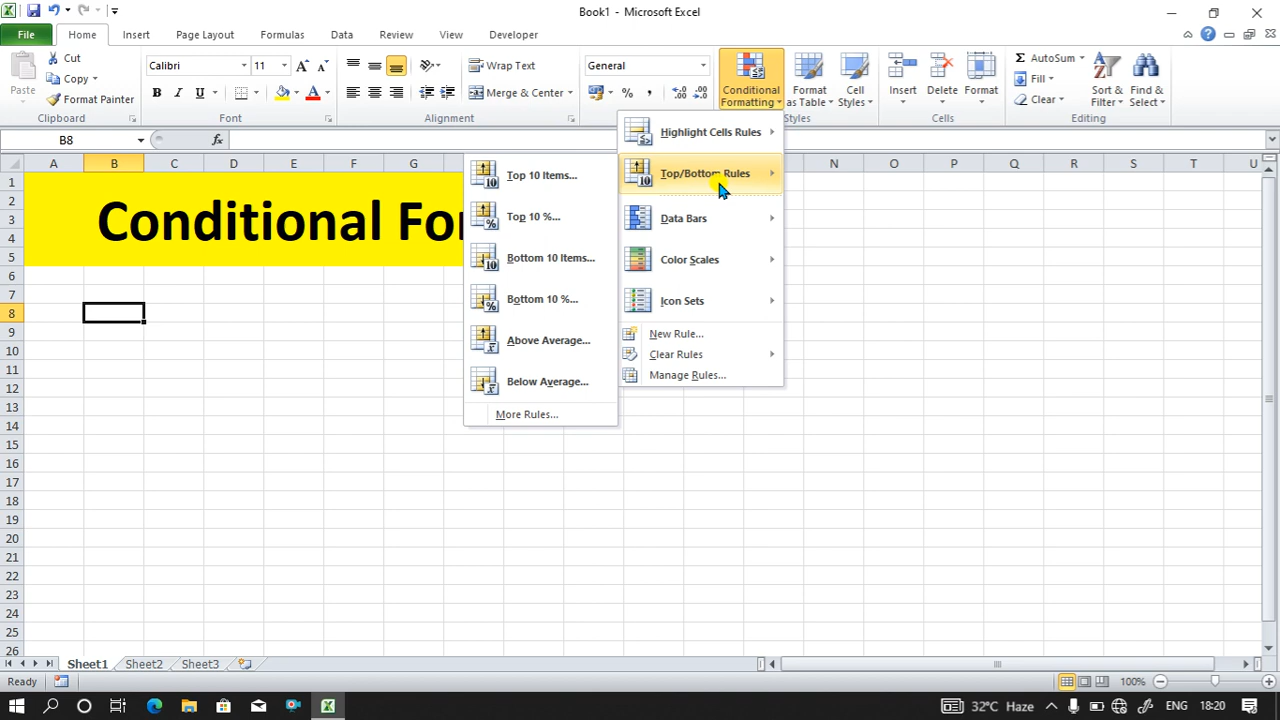 Book1 - Microsoft Excel
File Home Insert Page Layout Formulas Data Review View Developer
Paste
Cut
Copy
Format Painter
Clipboard
Calibri 11
B I U
Font
Wrap Text
Merge & Center
Alignment
General
% ,
Conditional Formatting
Format as Table
Cell Styles
Styles
Insert
Delete
Format
Cells
AutoSum
Fill
Clear
Sort & Filter
Find & Select
Editing
B8 fx
A B C D E F G N O P Q R S T U
1
2
3
4
5
6
7
8
9
10
11
12
13
14
15
16
17
18
19
20
21
22
23
24
25
26
Conditional Fo
Top 10 Items...
Top 10 %...
Bottom 10 Items...
Bottom 10 %...
Above Average...
Below Average...
More Rules...
Highlight Cells Rules
Top/Bottom Rules
Data Bars
Color Scales
Icon Sets
New Rule...
Clear Rules
Manage Rules...
Sheet1 Sheet2 Sheet3
Ready 100%
32°C Haze ENG 18:20